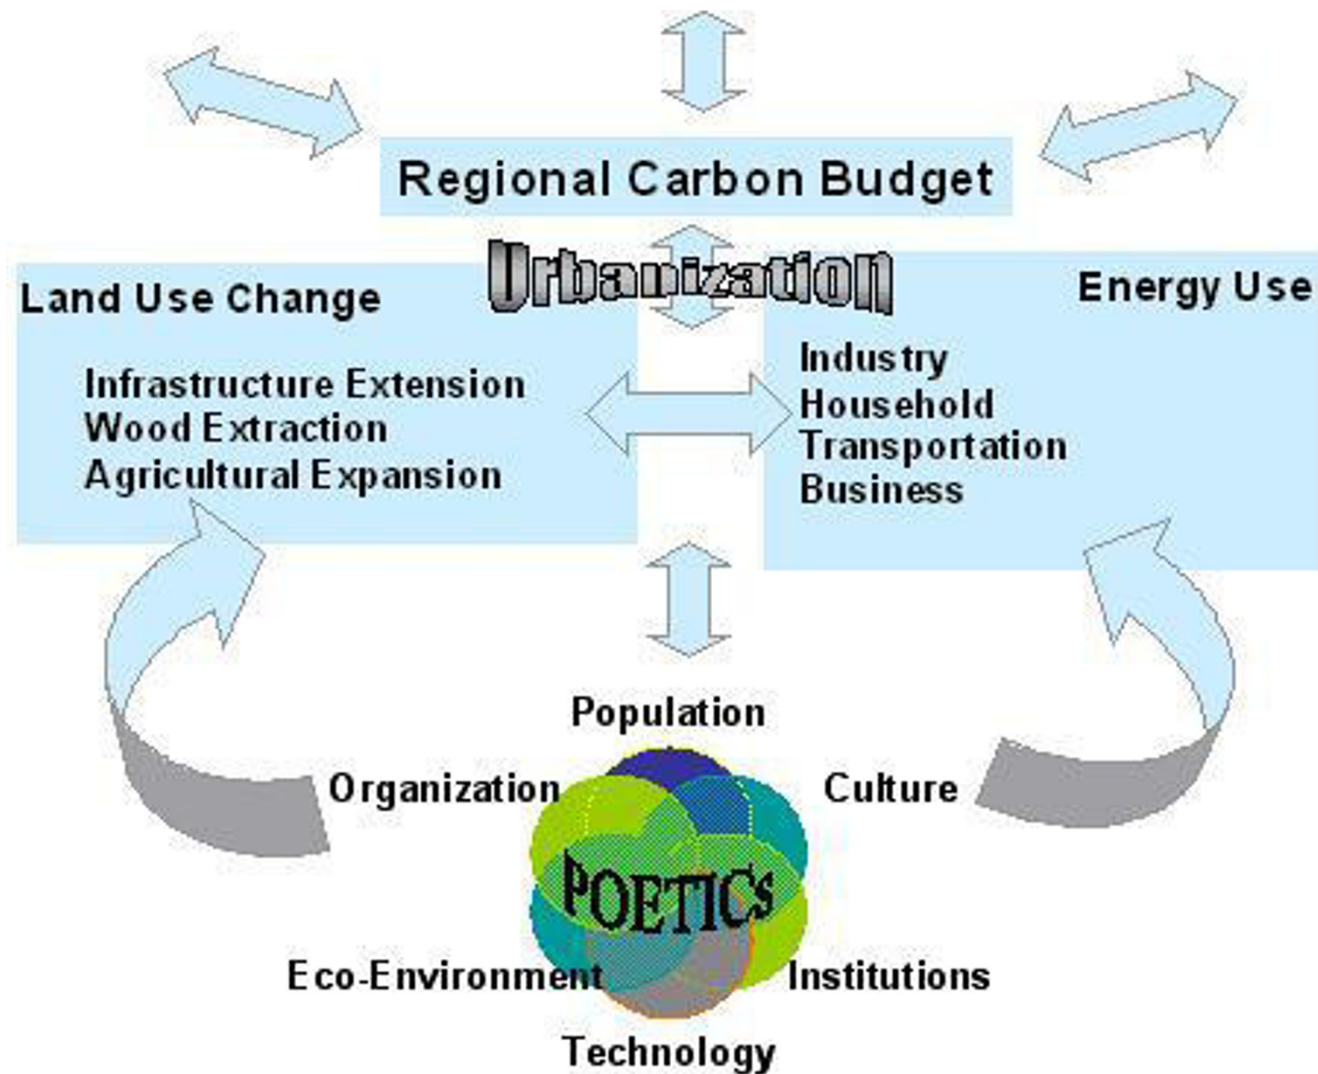 Regional Carbon Budget
Urbanization
Land Use Change
Infrastructure Extension
Wood Extraction
Agricultural Expansion
Energy Use
Industry
Household
Transportation
Business
Population
Organization
Culture
POETICs
Eco-Environment
Institutions
Technology